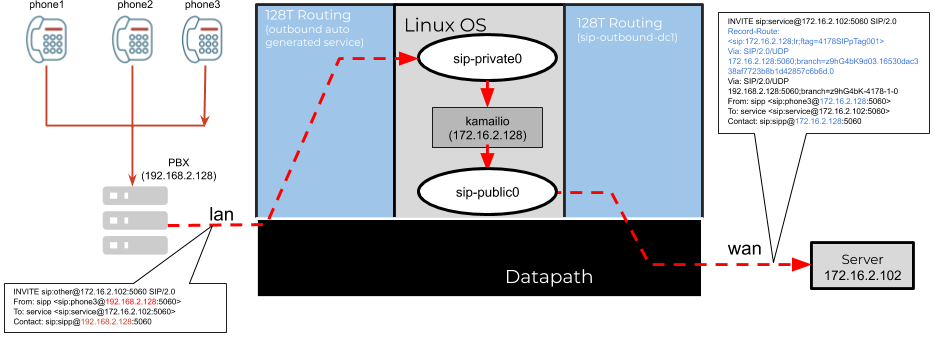 phone1
phone2
phone3
PBX
(192.168.2.128)
lan
INVITE sip:other@172.16.2.102:5060 SIP/2.0
From: sipp <sip:phone3@192.168.2.128:5060>
To: service <sip:service@172.16.2.102:5060>
Contact: sip:sipp@192.168.2.128:5060
128T Routing
(outbound auto
generated service)
Linux OS
sip-private0
kamailio
(172.16.2.128)
sip-public0
128T Routing
(sip-outbound-dc1)
Datapath
INVITE sip:service@172.16.2.102:5060 SIP/2.0
Record-Route:
<sip:172.16.2.128;lr;ftag=4178SIPpTag001>
Via: SIP/2.0/UDP
172.16.2.128:5060;branch=z9hG4bK9d03.16530dac3
38af7723b8b1d42857c6b6d.0
Via: SIP/2.0/UDP
192.168.2.128:5060;branch=z9hG4bK-4178-1-0
From: sipp <sip:phone3@172.16.2.128:5060>
To: service <sip:service@172.16.2.102:5060>
Contact: sip:sipp@172.16.2.128:5060
wan
Server
172.16.2.102